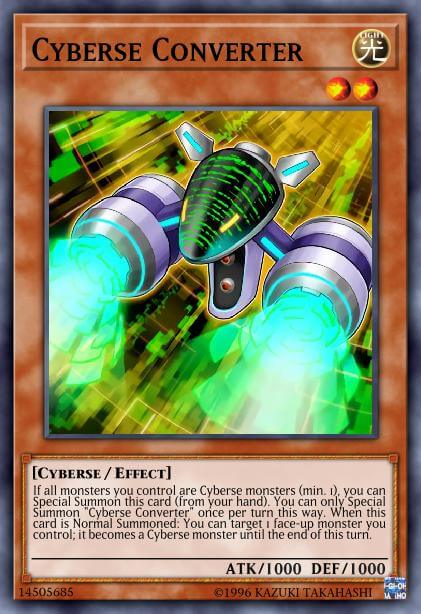 CYBERSE CONVERTER
LIGHT
光
[CYBERSE / EFFECT]
If all monsters you control are Cyberse monsters (min. 1), you can
Special Summon this card (from your hand). You can only Special
Summon "Cyberse Converter" once per turn this way. When this
card is Normal Summoned: You can target 1 face-up monster you
control; it becomes a Cyberse monster until the end of this turn.
ATK/1000 DEF/1000
14505685
©1996 KAZUKI TAKAHASHI